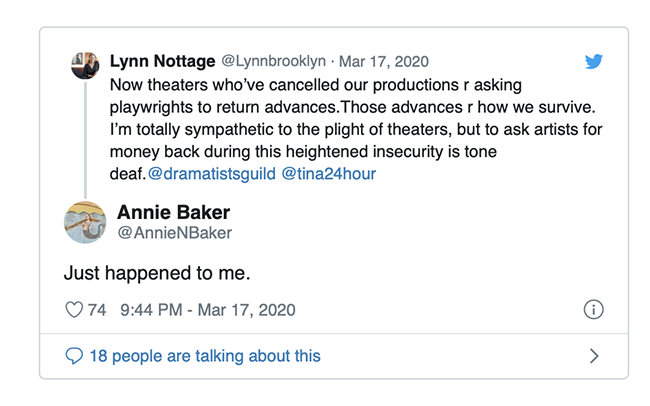 Lynn Nottage @Lynnbrooklyn · Mar 17, 2020
Now theaters who've cancelled our productions r asking
playwrights to return advances.Those advances r how we survive.
I'm totally sympathetic to the plight of theaters, but to ask artists for
money back during this heightened insecurity is tone
deaf.@dramatistsguild @tina24hour
Annie Baker
@AnnieNBaker
Just happened to me.
74 9:44 PM - Mar 17, 2020
18 people are talking about this